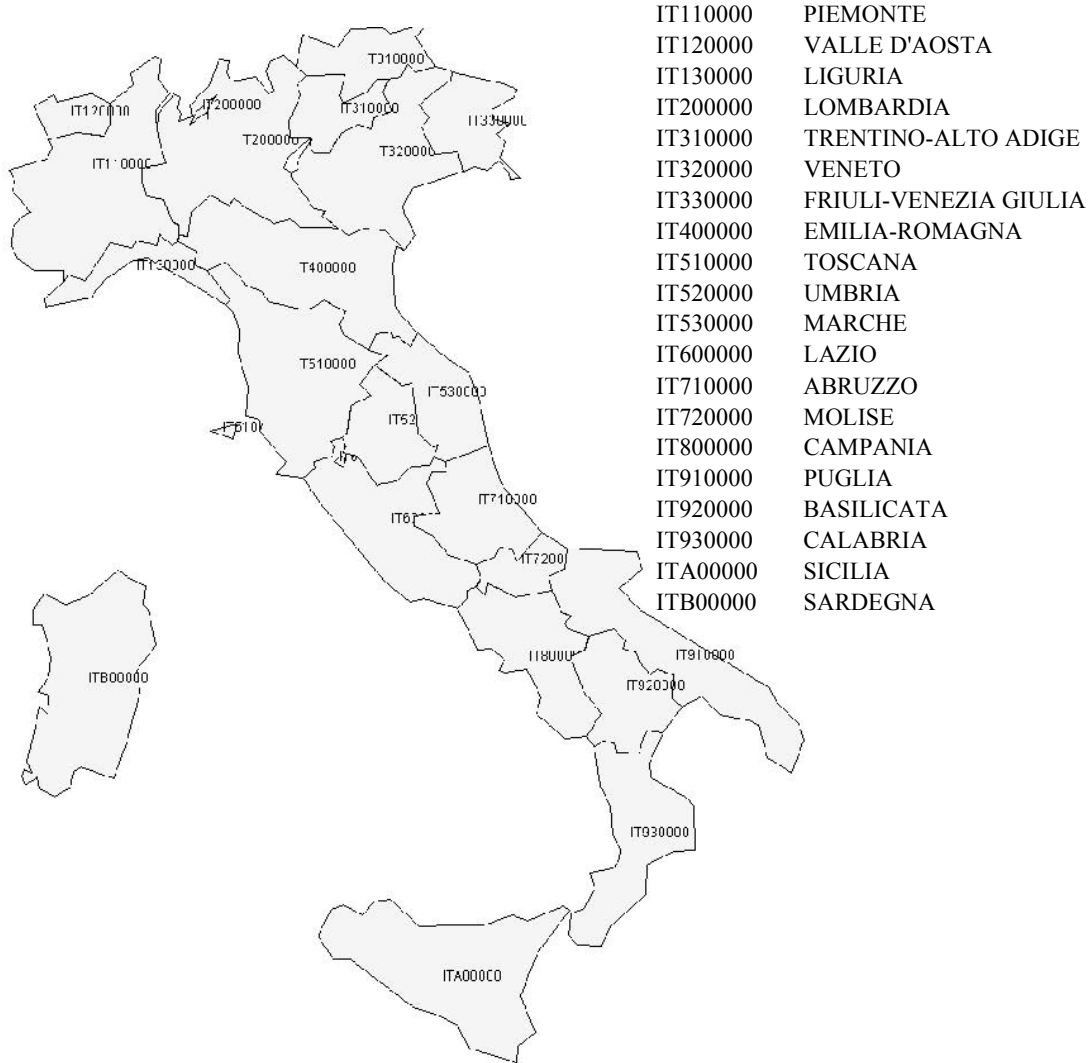 IT110000 PIEMONTE
IT120000 VALLE D'AOSTA
IT130000 LIGURIA
IT200000 LOMBARDIA
IT310000 TRENTINO-ALTO ADIGE
IT320000 VENETO
IT330000 FRIULI-VENEZIA GIULIA
IT400000 EMILIA-ROMAGNA
IT510000 TOSCANA
IT520000 UMBRIA
IT530000 MARCHE
IT600000 LAZIO
IT710000 ABRUZZO
IT720000 MOLISE
IT800000 CAMPANIA
IT910000 PUGLIA
IT920000 BASILICATA
IT930000 CALABRIA
ITA00000 SICILIA
ITB00000 SARDEGNA
IT200000
IT310000
T200000
T320000
T400000
T510000
IT52
IT7200
IT910000
ITB00000
IT920000
IT930000
ITA00000